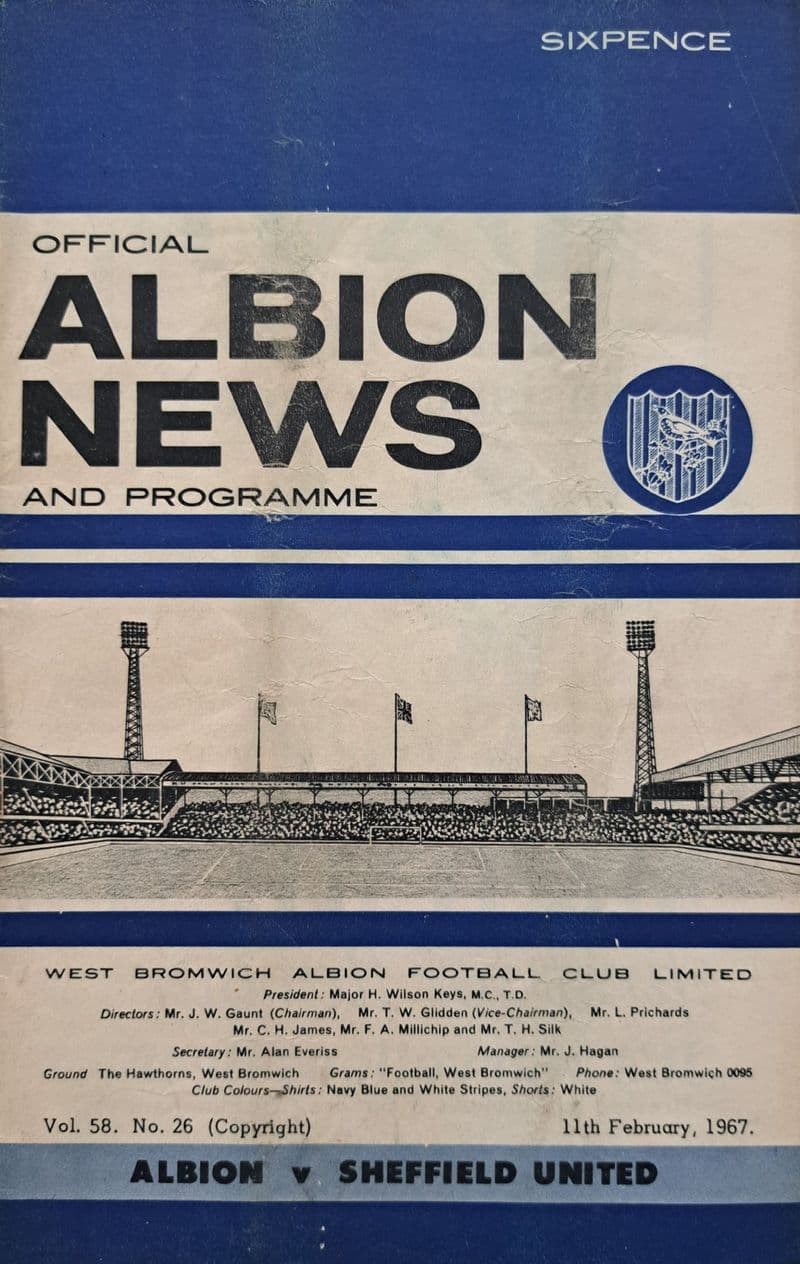 SIXPENCE
OFFICIAL
ALBION
NEWS
AND PROGRAMME
WEST BROMWICH ALBION FOOTBALL CLUB LIMITED
President: Major H. Wilson Keys, M.C., T.D.
Directors: Mr. J. W. Gaunt (Chairman), Mr. T. W. Glidden (Vice-Chairman), Mr. L. Prichards
Mr. C. H. James, Mr. F. A. Millichip and Mr. T. H. Silk
Secretary: Mr. Alan Everiss Manager: Mr. J. Hagan
Ground The Hawthorns, West Bromwich Grams: "Football, West Bromwich" Phone: West Bromwich 0095
Club Colours—Shirts: Navy Blue and White Stripes, Shorts: White
Vol. 58. No. 26 (Copyright) 11th February, 1967.
ALBION v SHEFFIELD UNITED